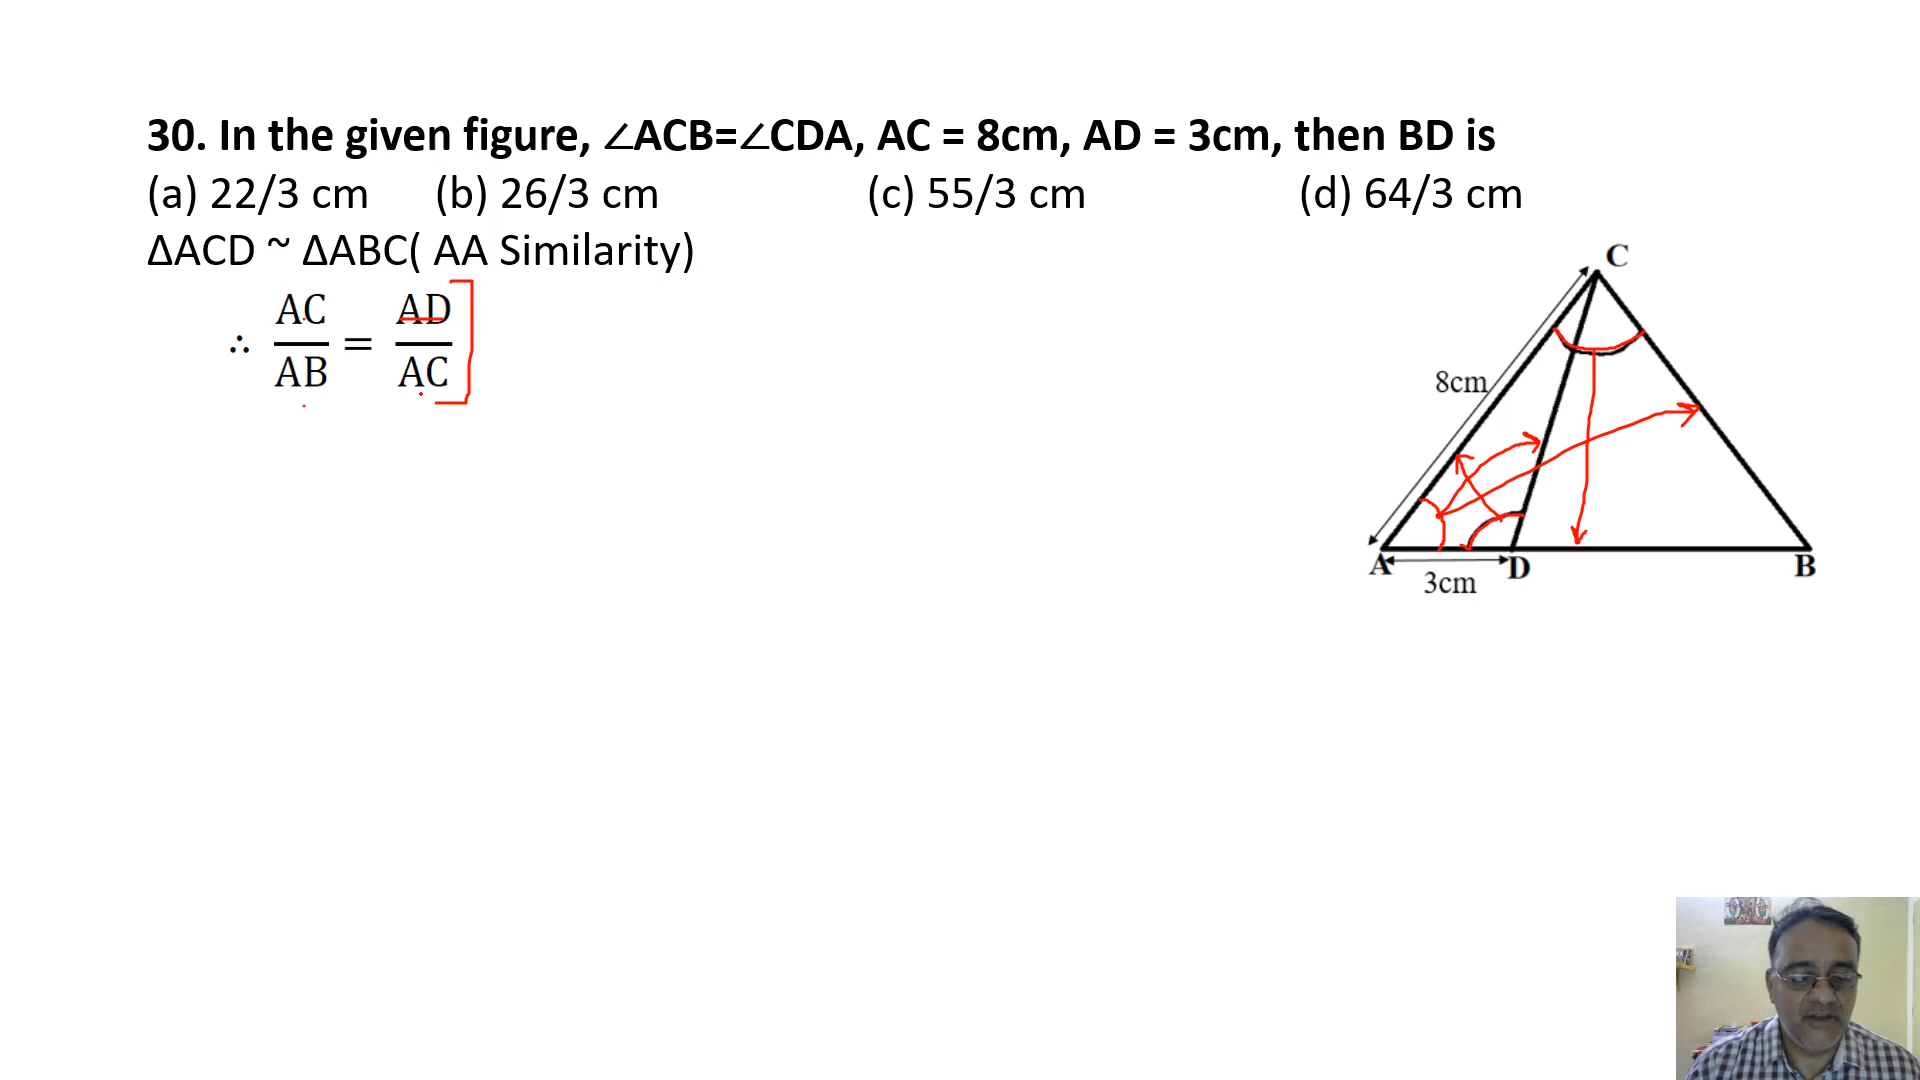 30. In the given figure, ∠ACB=∠CDA, AC = 8cm, AD = 3cm, then BD is
(a) 22/3 cm (b) 26/3 cm (c) 55/3 cm (d) 64/3 cm
ΔACD ~ ΔABC( AA Similarity)
∴ AC/AB = AD/AC
C
8cm
A D B
3cm